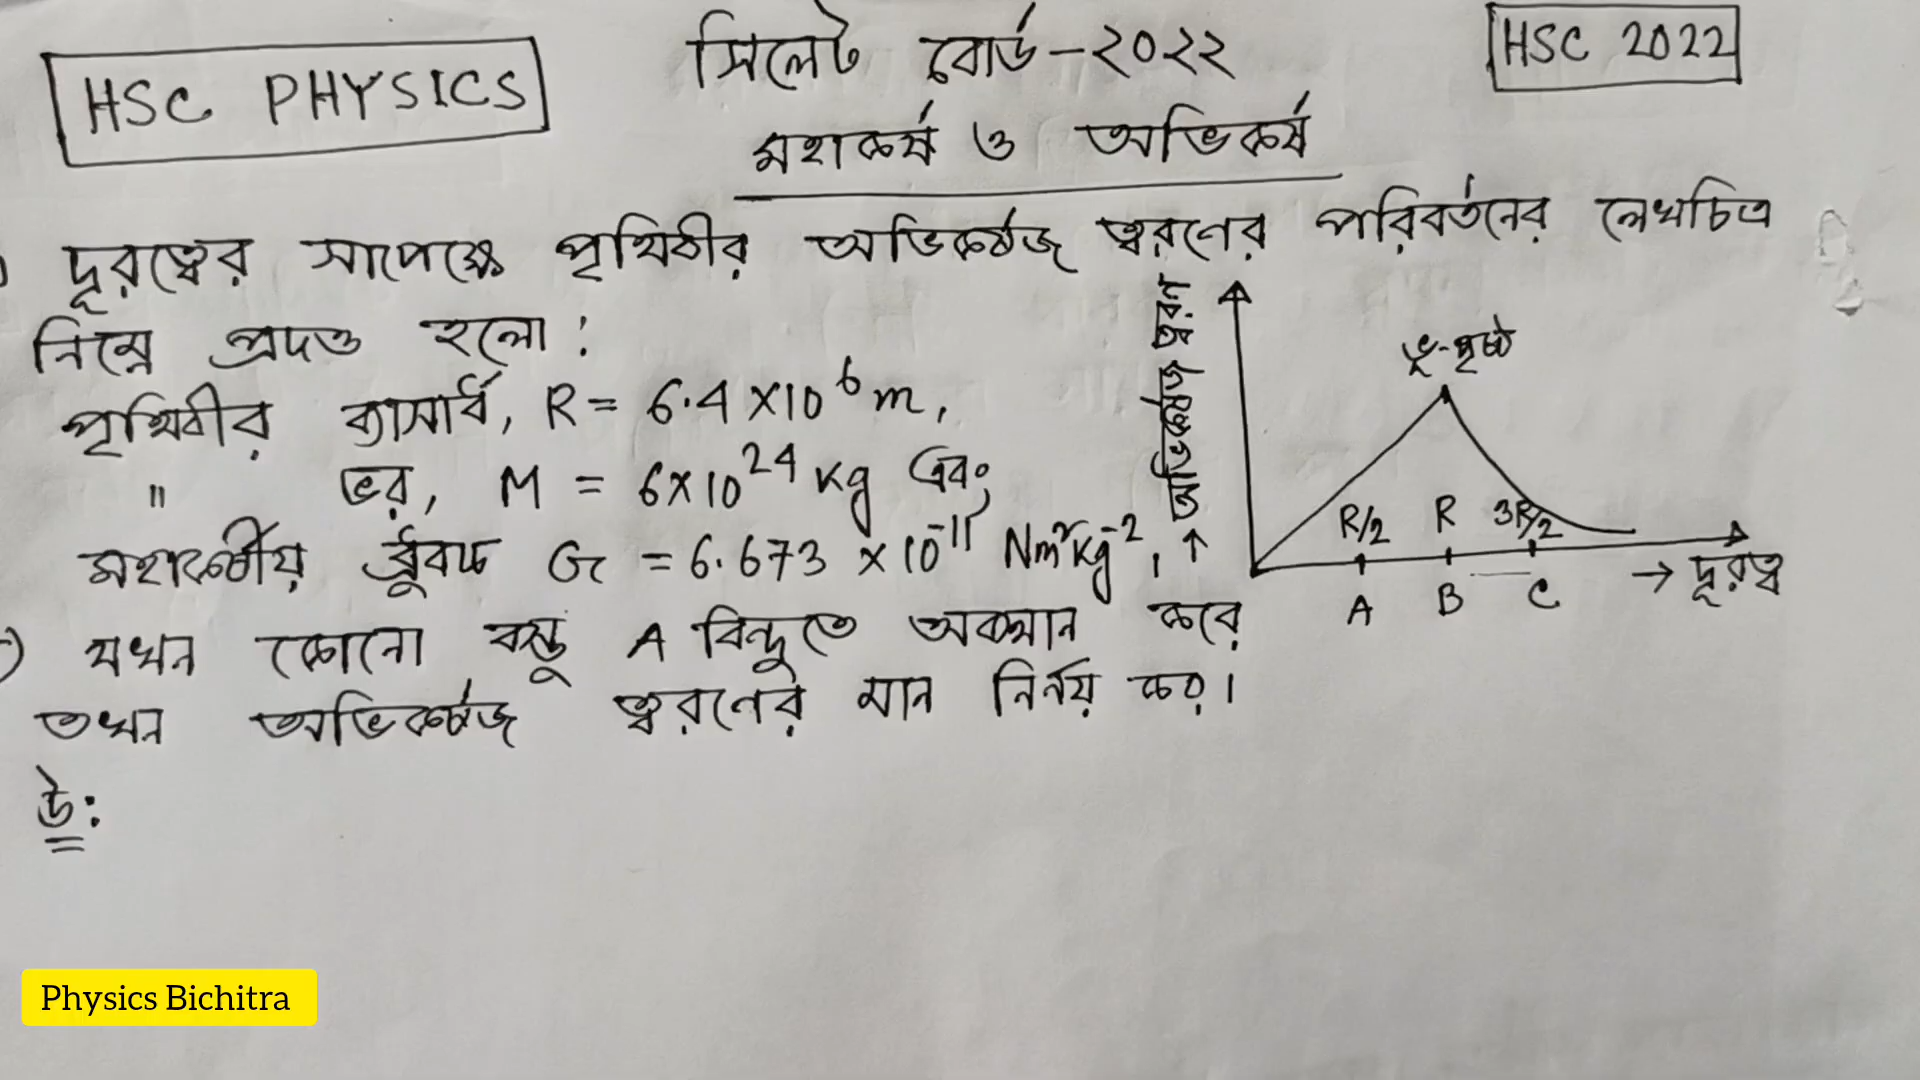 HSC PHYSICS
সিলেট বোর্ড-২০২২
HSC 2022
মহাকর্ষ ও অভিকর্ষ
দূরত্বের সাপেক্ষে পৃথিবীর অভিকর্ষজ ত্বরণের পরিবর্তনের লেখচিত্র
নিম্নে প্রদত্ত হলো:
পৃথিবীর ব্যাসার্ধ, R = 6.4 ×10⁶ m,
" ভর, M = 6×10²⁴ kg এবং
মহাকর্ষীয় ধ্রুবক G = 6.673 ×10⁻¹¹ Nm²kg⁻²,
যখন কোনো বস্তু A বিন্দুতে অবস্থান করে
তখন অভিকর্ষজ ত্বরণের মান নির্নয় কর।
উ:
→ অভিকর্ষজ ত্বরণ
ভূ-পৃষ্ঠ
R/2 R 3R/2
A B C
→ দূরত্ব
Physics Bichitra